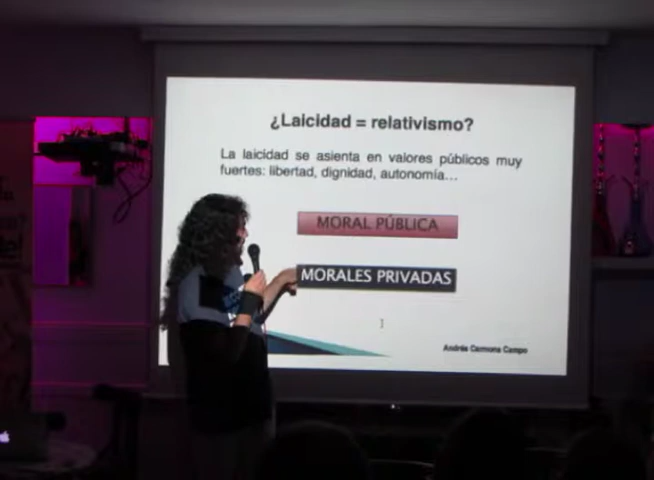 ¿Laicidad = relativismo?
La laicidad se asienta en valores públicos muy
fuertes: libertad, dignidad, autonomía...
MORAL PÚBLICA
MORALES PRIVADAS
Andrés Carmona Campo